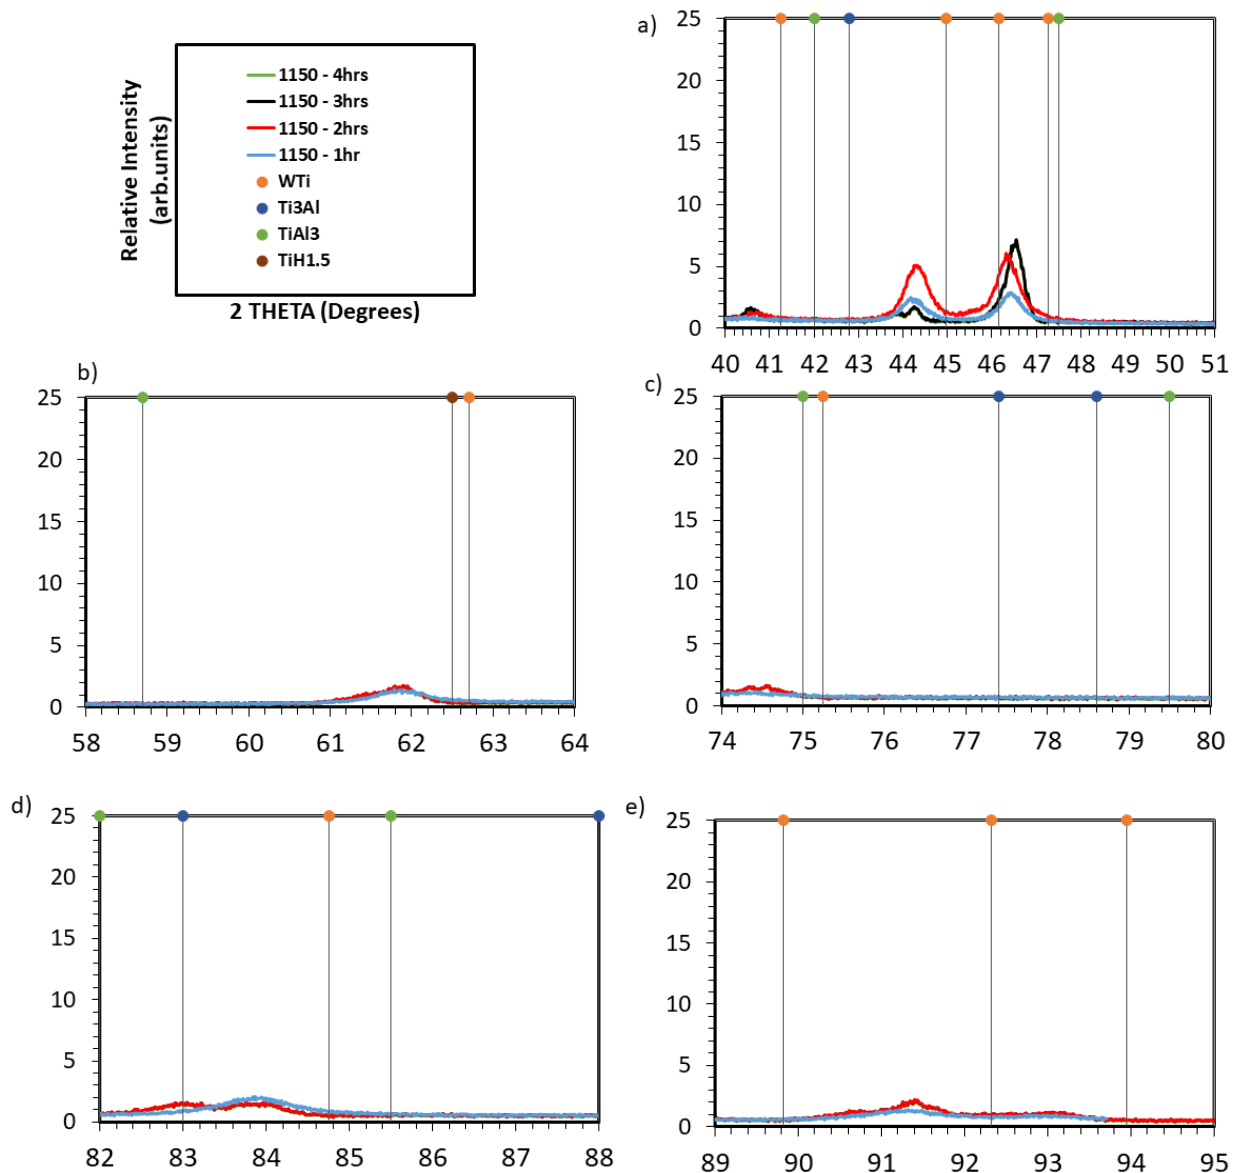 a)
25
20
15
10
5
0
40 41 42 43 44 45 46 47 48 49 50 51
Relative Intensity
(arb.units)
1150 - 4hrs
1150 - 3hrs
1150 - 2hrs
1150 - 1hr
WTi
Ti3Al
TiAl3
TiH1.5
2 THETA (Degrees)
b)
25
20
15
10
5
0
58 59 60 61 62 63 64
c)
25
20
15
10
5
0
74 75 76 77 78 79 80
d)
25
20
15
10
5
0
82 83 84 85 86 87 88
e)
25
20
15
10
5
0
89 90 91 92 93 94 95